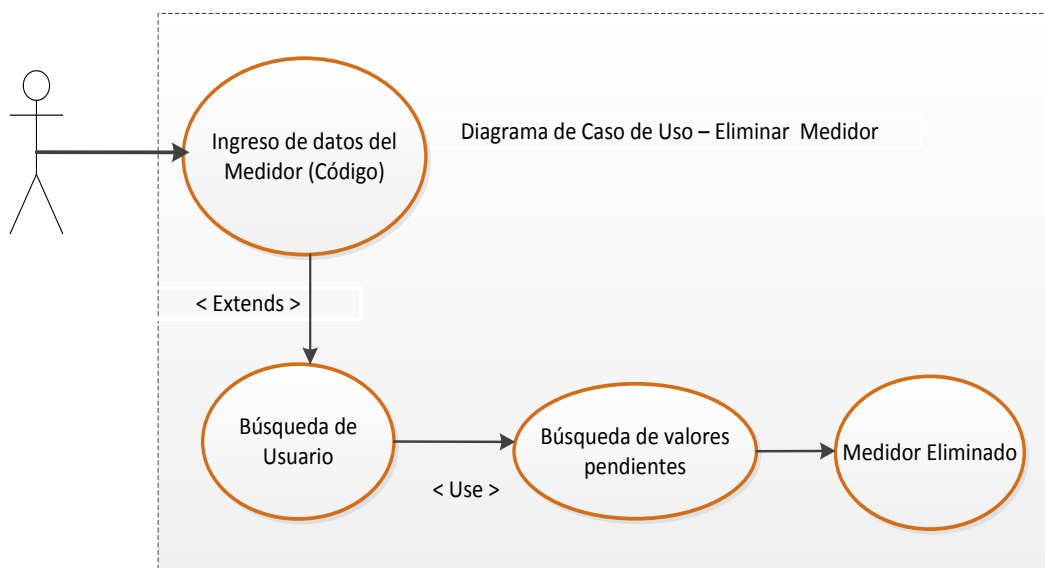 Ingreso de datos del
Medidor (Código)
Diagrama de Caso de Uso – Eliminar Medidor
< Extends >
Búsqueda de
Usuario
< Use >
Búsqueda de valores
pendientes
Medidor Eliminado